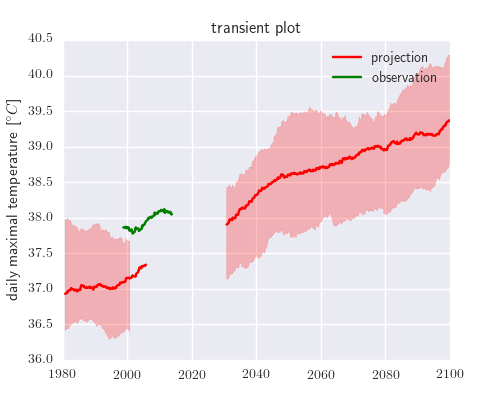 transient plot
daily maximal temperature [°C]
40.5
40.0
39.5
39.0
38.5
38.0
37.5
37.0
36.5
36.0
projection
observation
1980 2000 2020 2040 2060 2080 2100